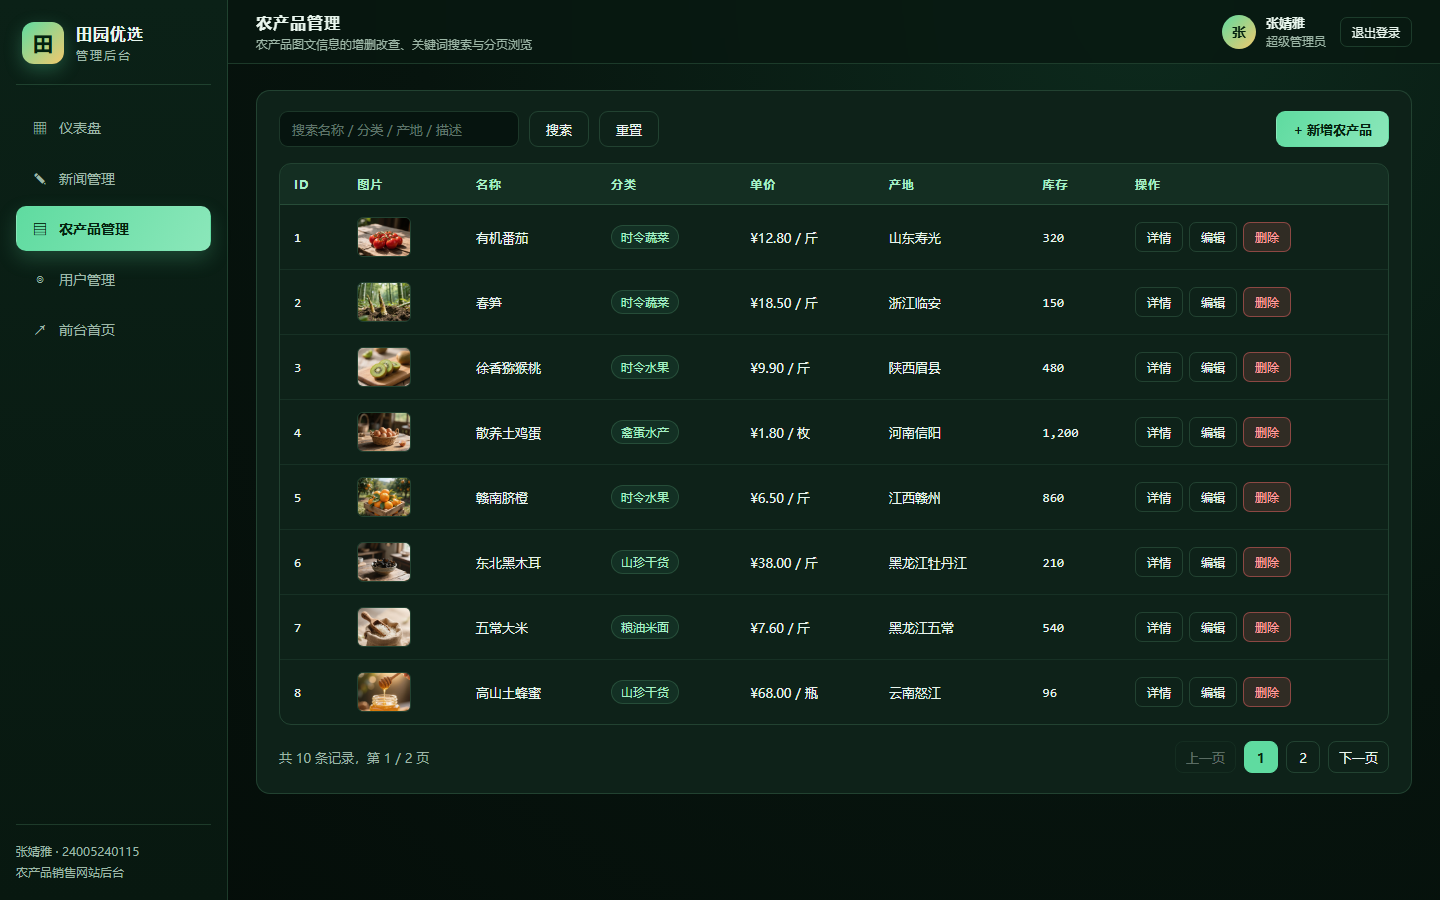 田
田园优选
管理后台
仪表盘
新闻管理
农产品管理
用户管理
前台首页
张婧雅 · 24005240115
农产品销售网站后台
农产品管理
农产品图文信息的增删改查、关键词搜索与分页浏览
张
张婧雅
超级管理员
退出登录
搜索名称 / 分类 / 产地 / 描述
搜索
重置
+ 新增农产品
ID 图片 名称 分类 单价 产地 库存 操作
1 有机番茄 时令蔬菜 ¥12.80 / 斤 山东寿光 320 详情 编辑 删除
2 春笋 时令蔬菜 ¥18.50 / 斤 浙江临安 150 详情 编辑 删除
3 徐香猕猴桃 时令水果 ¥9.90 / 斤 陕西眉县 480 详情 编辑 删除
4 散养土鸡蛋 禽蛋水产 ¥1.80 / 枚 河南信阳 1,200 详情 编辑 删除
5 赣南脐橙 时令水果 ¥6.50 / 斤 江西赣州 860 详情 编辑 删除
6 东北黑木耳 山珍干货 ¥38.00 / 斤 黑龙江牡丹江 210 详情 编辑 删除
7 五常大米 粮油米面 ¥7.60 / 斤 黑龙江五常 540 详情 编辑 删除
8 高山土蜂蜜 山珍干货 ¥68.00 / 瓶 云南怒江 96 详情 编辑 删除
共 10 条记录，第 1 / 2 页
上一页 1 2 下一页